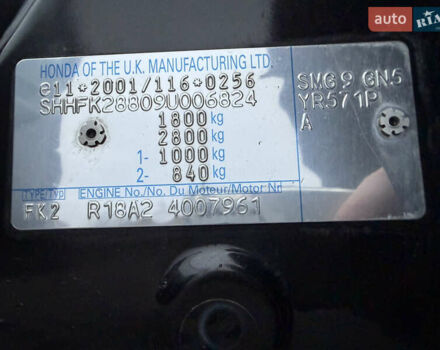 AUTO.RIA.com
HONDA OF THE U.K. MANUFACTURING LTD.
e11*2001/116*0256
SHHFK28809U006824
1800 kg
2800 kg
1- 1000 kg
2- 840 kg
SMG9 GN5
YR571P
A
TYPE/TYP ENGINE No./No. Du Moteur/Motor Nr
FK2 R18A2 4007961